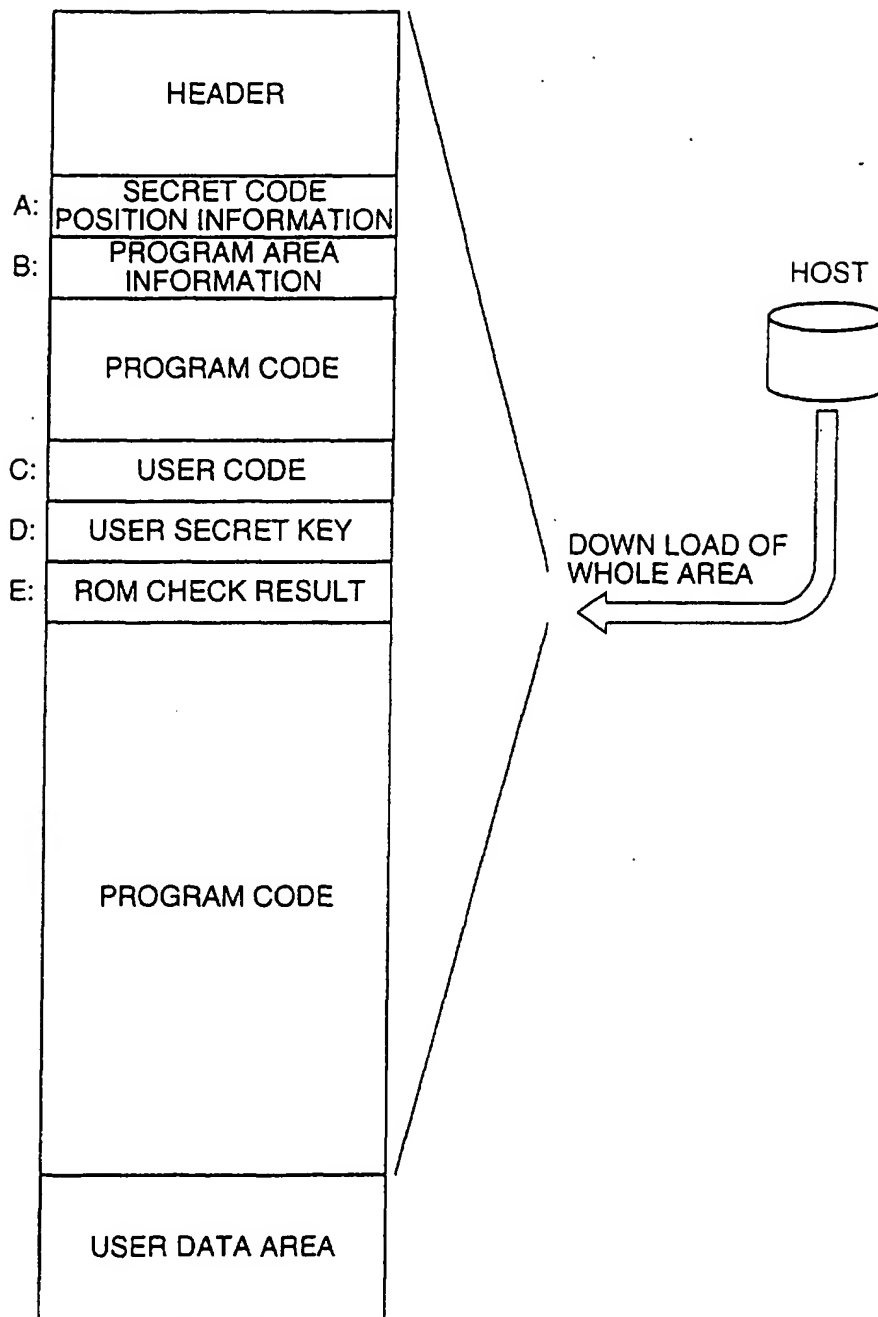 HEADER
A:
SECRET CODE
POSITION INFORMATION
B:
PROGRAM AREA
INFORMATION
PROGRAM CODE
C:
USER CODE
D:
USER SECRET KEY
E:
ROM CHECK RESULT
PROGRAM CODE
USER DATA AREA
HOST
DOWN LOAD OF
WHOLE AREA